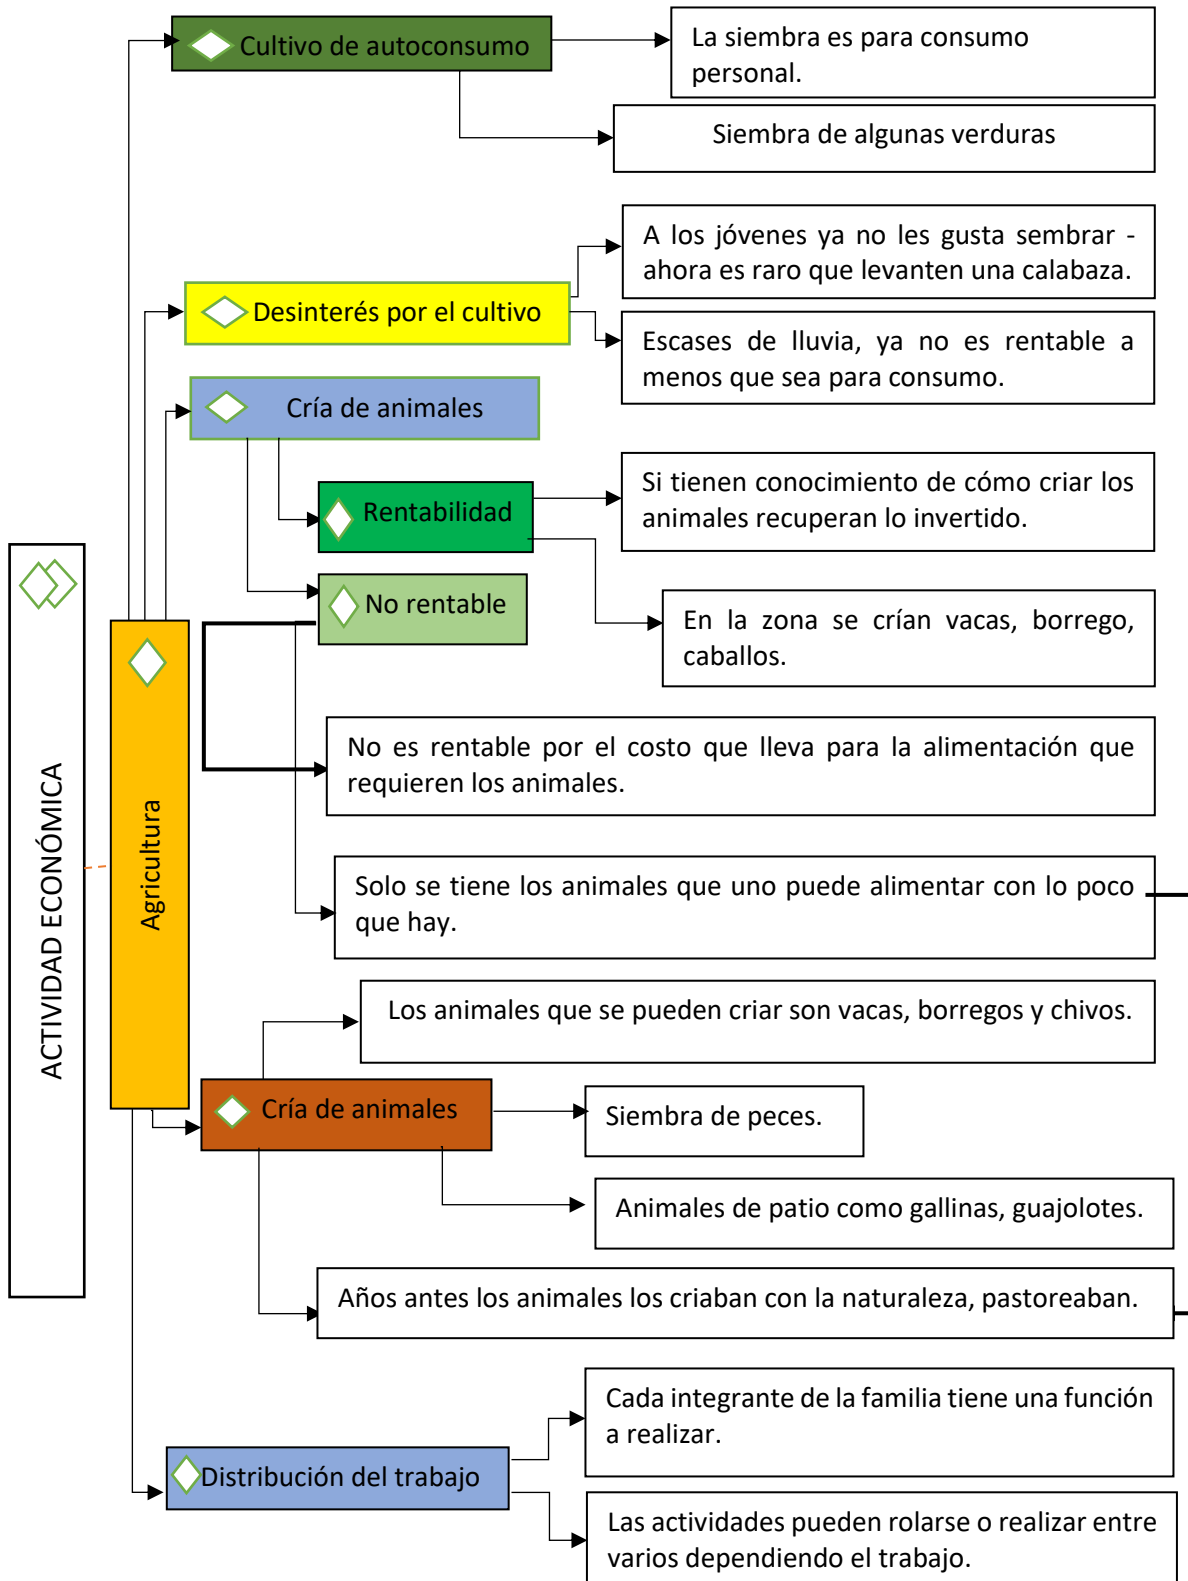 Cultivo de autoconsumo
La siembra es para consumo
personal.
Siembra de algunas verduras
A los jóvenes ya no les gusta sembrar -
ahora es raro que levanten una calabaza.
Desinterés por el cultivo
Escases de lluvia, ya no es rentable a
menos que sea para consumo.
Cría de animales
Rentabilidad
Si tienen conocimiento de cómo criar los
animales recuperan lo invertido.
No rentable
En la zona se crían vacas, borrego,
caballos.
No es rentable por el costo que lleva para la alimentación que
requieren los animales.
ACTIVIDAD ECONÓMICA
Agricultura
Solo se tiene los animales que uno puede alimentar con lo poco
que hay.
Los animales que se pueden criar son vacas, borregos y chivos.
Cría de animales
Siembra de peces.
Animales de patio como gallinas, guajolotes.
Años antes los animales los criaban con la naturaleza, pastoreaban.
Cada integrante de la familia tiene una función
a realizar.
Distribución del trabajo
Las actividades pueden rolarse o realizar entre
varios dependiendo el trabajo.